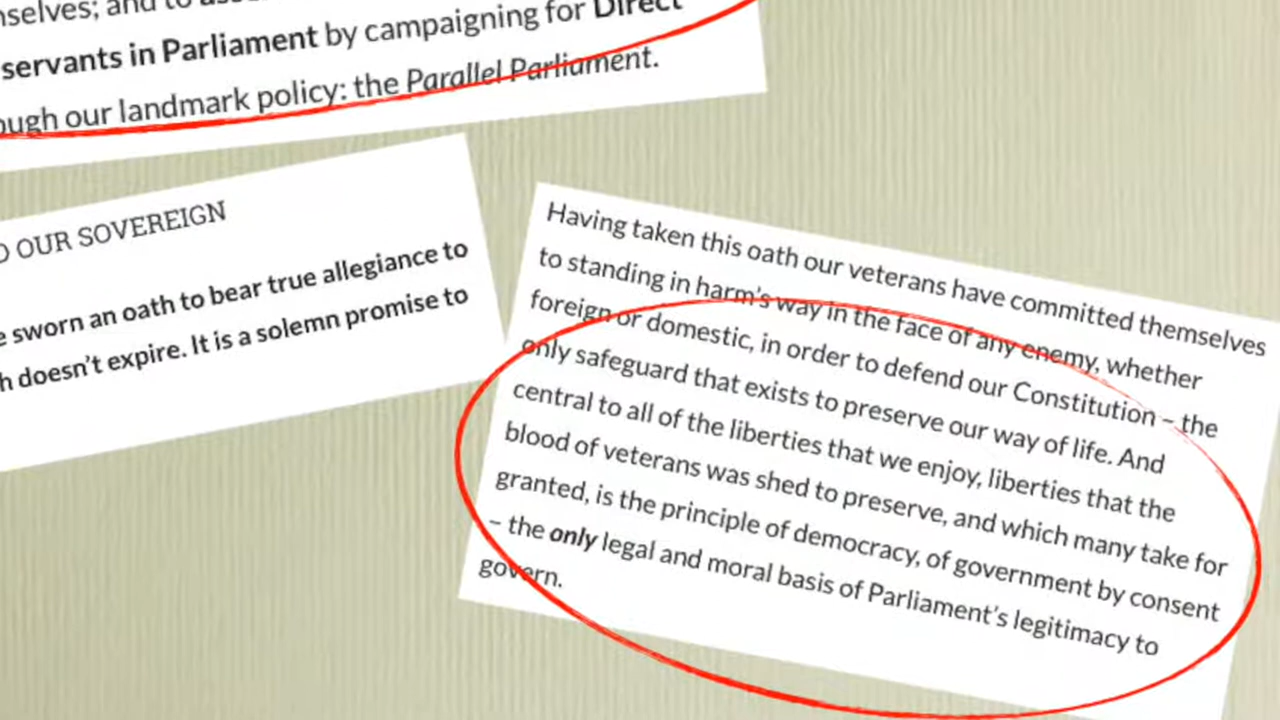 nselves; and to
servants in Parliament by campaigning for Direct
ough our landmark policy: the Parallel Parliament.
O OUR SOVEREIGN
e sworn an oath to bear true allegiance to
h doesn't expire. It is a solemn promise to
Having taken this oath our veterans have committed themselves
to standing in harm's way in the face of any enemy, whether
foreign or domestic, in order to defend our Constitution – the
only safeguard that exists to preserve our way of life. And
central to all of the liberties that we enjoy, liberties that the
blood of veterans was shed to preserve, and which many take for
granted, is the principle of democracy, of government by consent
– the only legal and moral basis of Parliament's legitimacy to
govern.